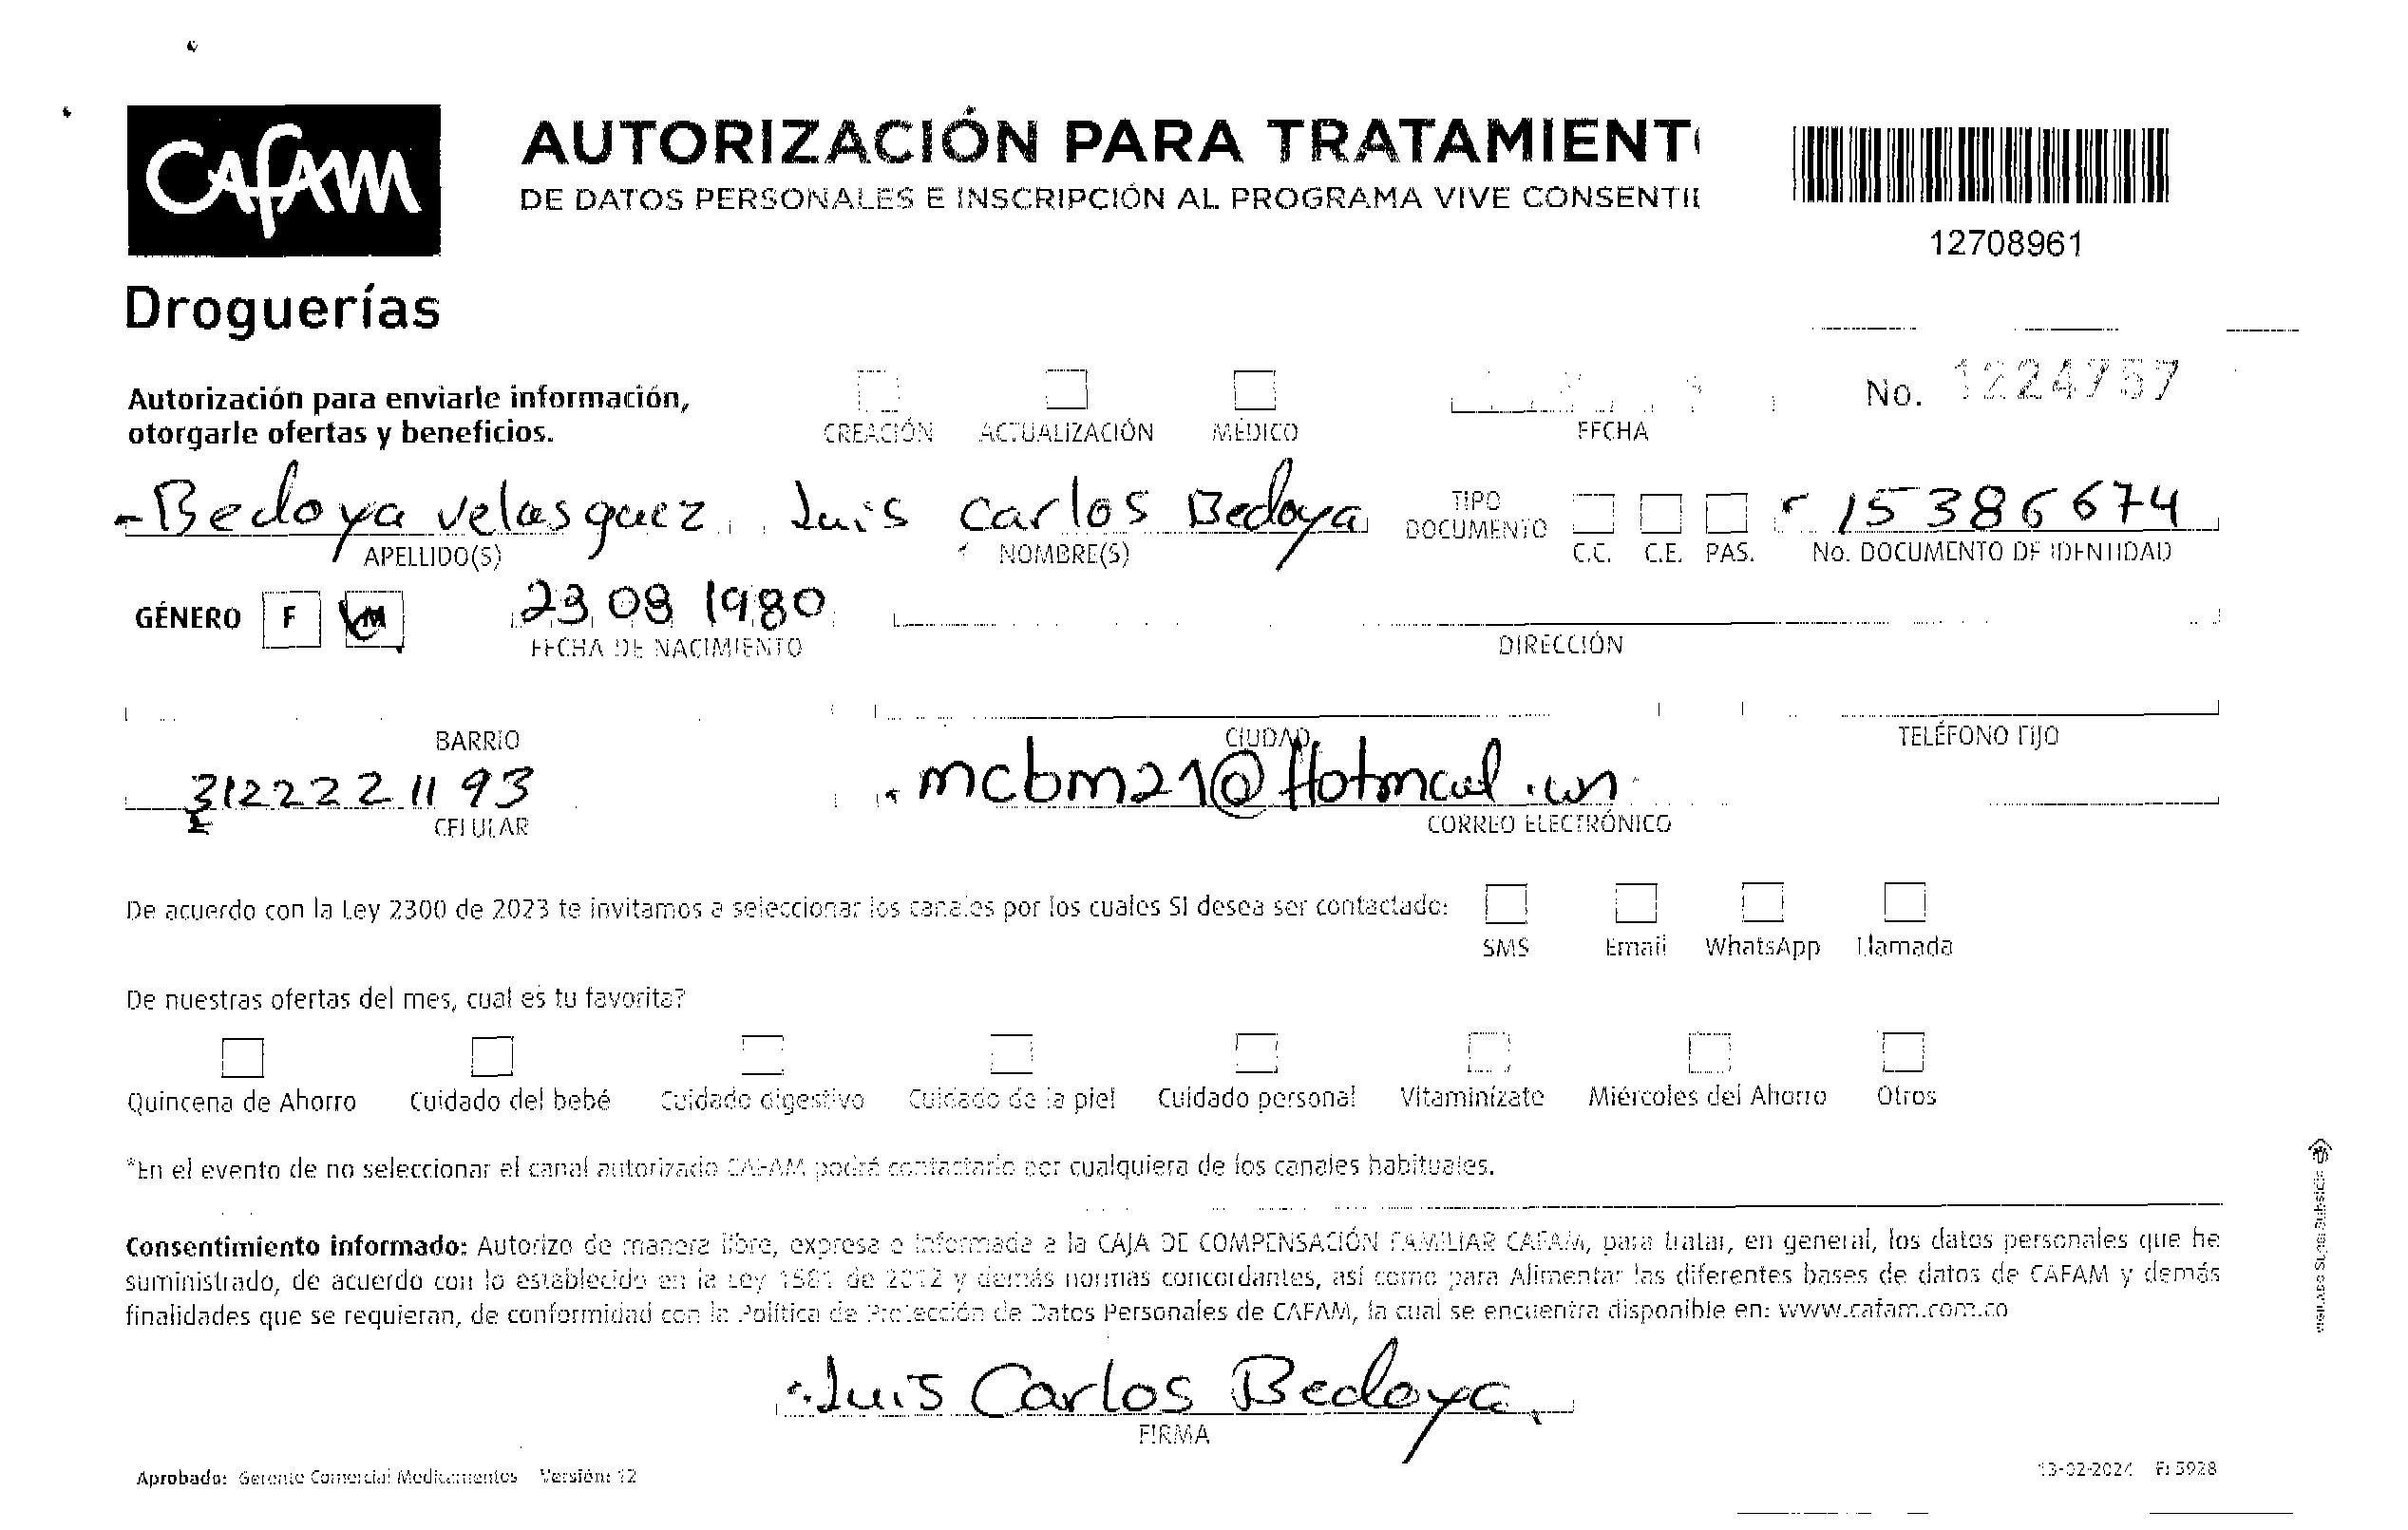 CAFAM
Droguerías
AUTORIZACIÓN PARA TRATAMIENT
DE DATOS PERSONALES E INSCRIPCIÓN AL PROGRAMA VIVE CONSENTI
12708961
Autorización para enviarle información,
otorgarle ofertas y beneficios.
CREACIÓN ACTUALIZACIÓN MÉDICO FECHA No. 1224757
Bedoya velasquez Luis Carlos Bedoya TIPO DOCUMENTO 15386674
APELLIDO(S) NOMBRE(S) C.C. C.E. PAS. No. DOCUMENTO DE IDENTIDAD
GÉNERO F M 23 08 1980
FECHA DE NACIMIENTO DIRECCIÓN
BARRIO CIUDAD TELÉFONO FIJO
3122221193 mcbm21@Hotmail.
CELULAR CORREO ELECTRÓNICO
De acuerdo con la Ley 2300 de 2023 te invitamos a seleccionar los canales por los cuales SI desea ser contactado:
SMS Email WhatsApp Llamada
De nuestras ofertas del mes, cual es tu favorita?
Quincena de Ahorro Cuidado del bebé Cuidado digestivo Cuidado de la piel Cuidado personal Vitamínízate Miércoles del Ahorro Otros
*En el evento de no seleccionar el canal autorizado CAFAM podrá contactarlo por cualquiera de los canales habituales.
Consentimiento informado: Autorizo de manera libre, expresa e informada a la CAJA DE COMPENSACIÓN FAMILIAR CAFAM, para tratar, en general, los datos personales que he
suministrado, de acuerdo con lo establecido en la Ley 1581 de 2012 y demás normas concordantes, así como para Alimentar las diferentes bases de datos de CAFAM y demás
finalidades que se requieran, de conformidad con la Política de Protección de Datos Personales de CAFAM, la cual se encuentra disponible en: www.cafam.com.co
Luis Carlos Bedoya
FIRMA
Aprobado: Gerente Comercial Medicamentos Versión: 12
13-02-2024 F15928
VIGILADO SuperSubsidio